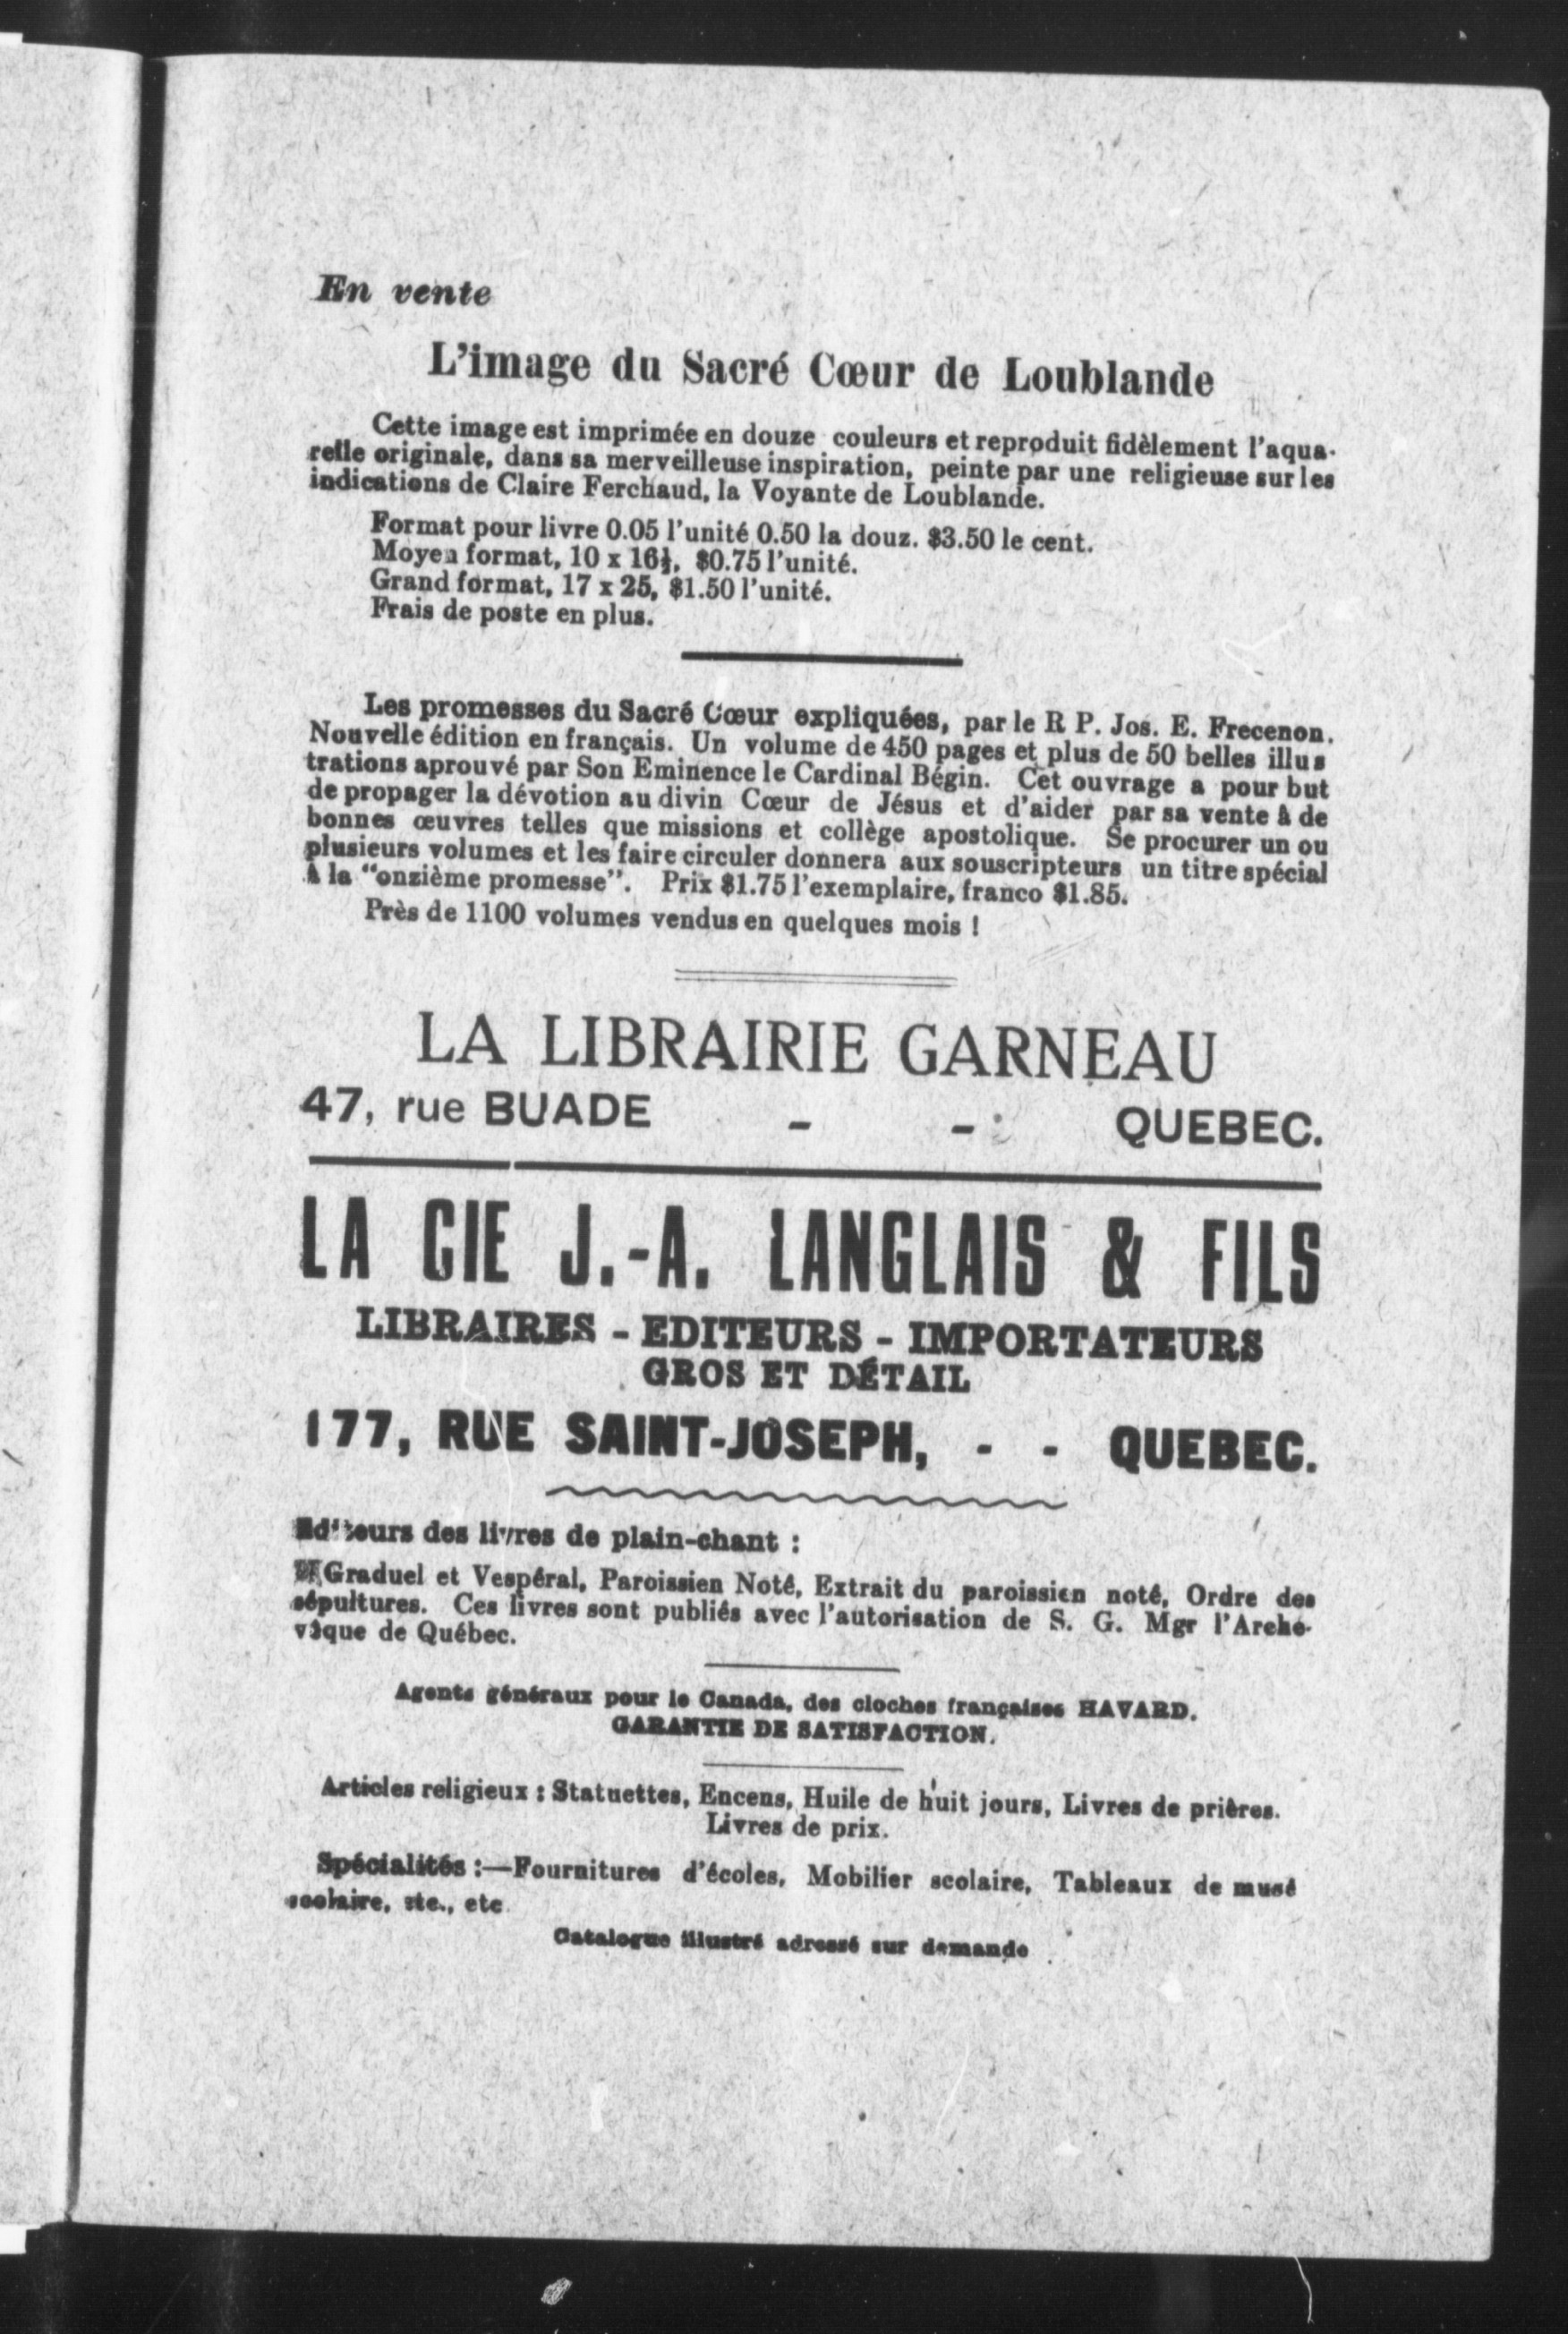 En vente
L'image du Sacré Cœur de Loublande
Cette image est imprimée en douze couleurs et reproduit fidèlement l'aqua-
relle originale, dans sa merveilleuse inspiration, peinte par une religieuse sur les
indications de Claire Ferchaud, la Voyante de Loublande.
Format pour livre 0.05 l'unité 0.50 la douz. $3.50 le cent.
Moyen format, 10 x 16½, $0.75 l'unité.
Grand format, 17 x 25, $1.50 l'unité.
Frais de poste en plus.
Les promesses du Sacré Cœur expliquées, par le R P. Jos. E. Frecenon.
Nouvelle édition en français. Un volume de 450 pages et plus de 50 belles illus
trations aprouvé par Son Eminence le Cardinal Bégin. Cet ouvrage a pour but
de propager la dévotion au divin Cœur de Jésus et d'aider par sa vente à de
bonnes œuvres telles que missions et collège apostolique. Se procurer un ou
plusieurs volumes et les faire circuler donnera aux souscripteurs un titre spécial
à la "onzième promesse". Prix $1.75 l'exemplaire, franco $1.85.
Près de 1100 volumes vendus en quelques mois !
LA LIBRAIRIE GARNEAU
47, rue BUADE - - QUEBEC.
LA CIE J.-A. LANGLAIS & FILS
LIBRAIRES - EDITEURS - IMPORTATEURS
GROS ET DÉTAIL
177, RUE SAINT-JOSEPH, - - QUEBEC.
Editeurs des livres de plain-chant :
Graduel et Vespéral, Paroissien Noté, Extrait du paroissien noté, Ordre des
sépultures. Ces livres sont publiés avec l'autorisation de S. G. Mgr l'Arche-
vêque de Québec.
Agents généraux pour le Canada, des cloches françaises HAVARD.
GARANTIE DE SATISFACTION.
Articles religieux : Statuettes, Encens, Huile de huit jours, Livres de prières.
Livres de prix.
Spécialités :—Fournitures d'écoles, Mobilier scolaire, Tableaux de musé
scolaire, etc., etc
Catalogue illustré adressé sur demande